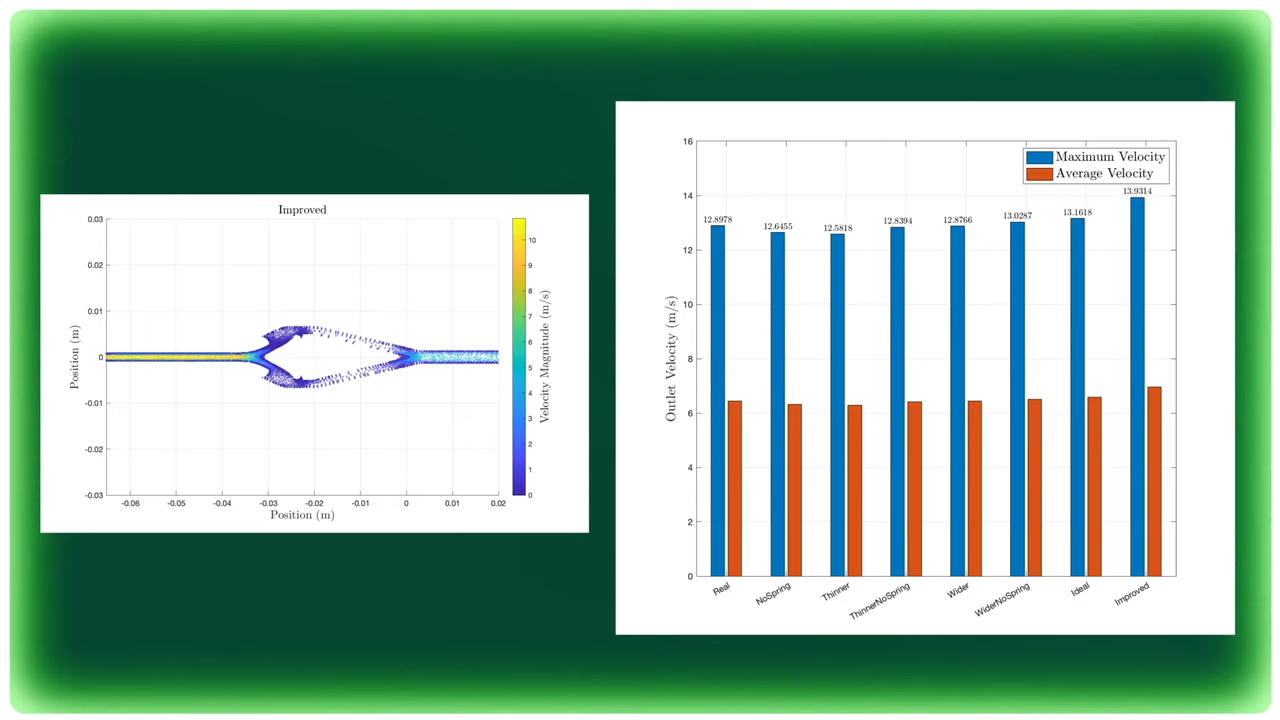 Improved
0.03
0.02
0.01
0
-0.01
-0.02
-0.03
Position (m)
-0.06
-0.05
-0.04
-0.03
-0.02
-0.01
0
0.01
0.02
Position (m)
10
9
8
7
6
5
4
3
2
1
0
Velocity Magnitude (m/s)
16
14
12
10
8
6
4
2
0
Outlet Velocity (m/s)
Maximum Velocity
Average Velocity
12.8978
12.6455
12.5818
12.8394
12.8766
13.0287
13.1618
13.9314
Real
NoSpring
Thinner
ThinnerNoSpring
Wider
WiderNoSpring
Ideal
Improved